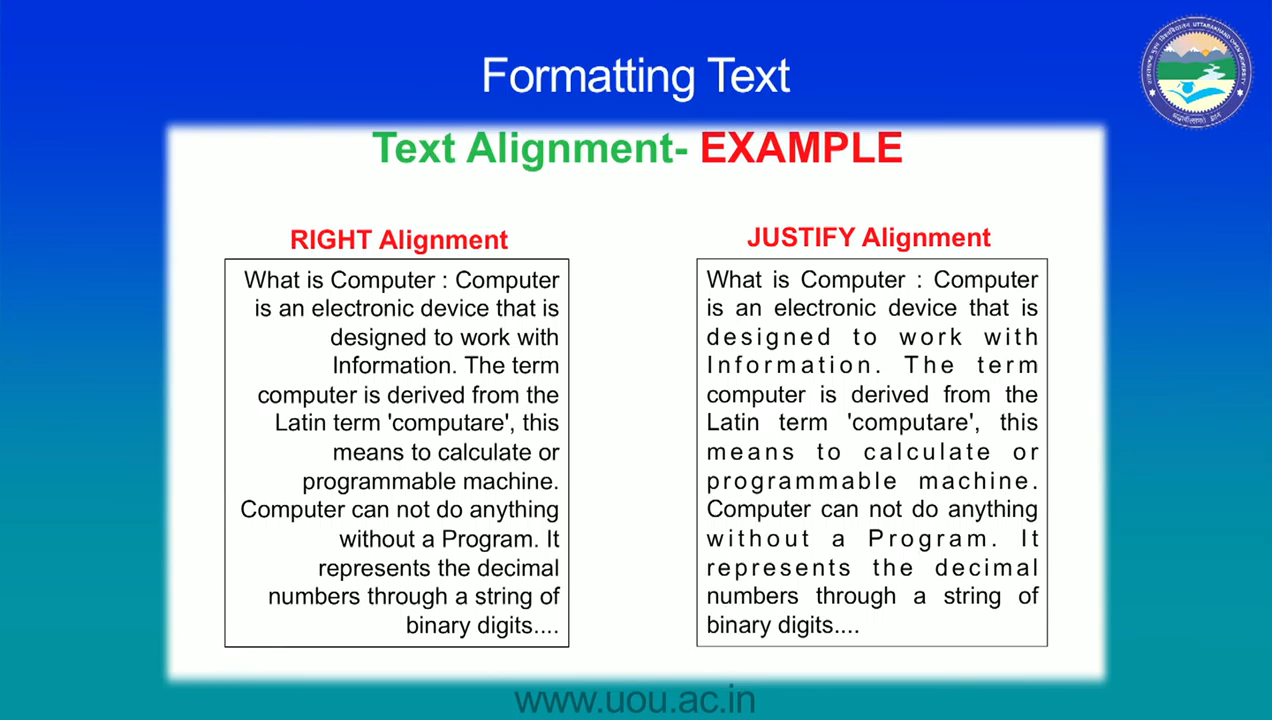 Formatting Text
Text Alignment- EXAMPLE
RIGHT Alignment
What is Computer : Computer
is an electronic device that is
designed to work with
Information. The term
computer is derived from the
Latin term 'computare', this
means to calculate or
programmable machine.
Computer can not do anything
without a Program. It
represents the decimal
numbers through a string of
binary digits....
JUSTIFY Alignment
What is Computer : Computer
is an electronic device that is
designed to work with
Information. The term
computer is derived from the
Latin term 'computare', this
means to calculate or
programmable machine.
Computer can not do anything
without a Program. It
represents the decimal
numbers through a string of
binary digits....
www.uou.ac.in
UTTARAKHAND OPEN UNIVERSITY